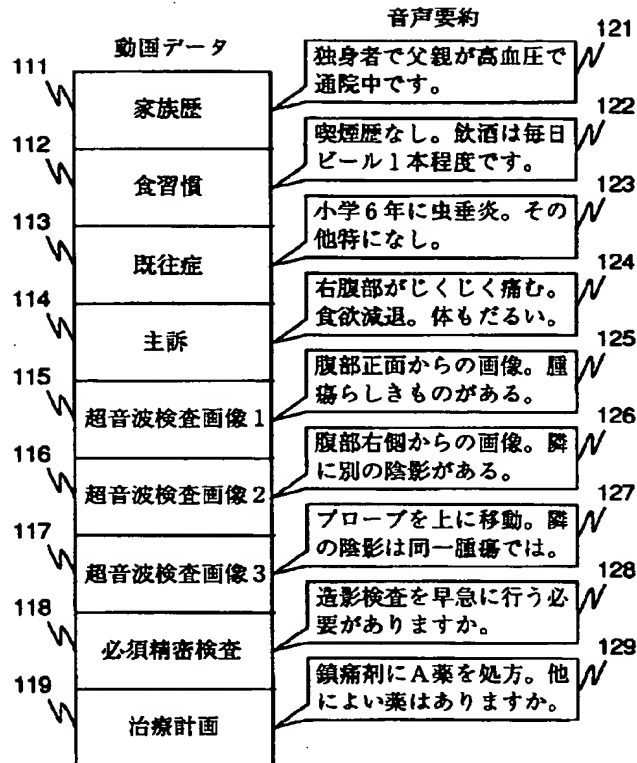 音声要約
動国データ
121
独身者で父親が高血圧で
通院中です。
111
家族歴
122
喫煙歴なし。飲酒は毎日
ビール1本程度です。
112
食習慣
123
小学6年に虫垂炎。その
他特になし。
113
既往症
124
右腹部がじくじく痛む。
食欲減退。体もだるい。
114
主訴
125
腹部正面からの画像。腫
瘍らしきものがある。
115
超音波検査画像1
126
腹部右側からの画像。隣
に別の陰影がある。
116
超音波検査画像2
127
プローブを上に移動。隣
の陰影は同一腫瘍では。
117
超音波検査画像3
128
造影検査を早急に行う必
要がありますか。
118
必須精密検査
129
鎮痛剤にA薬を処方。他
によい薬はありますか。
119
治療計画